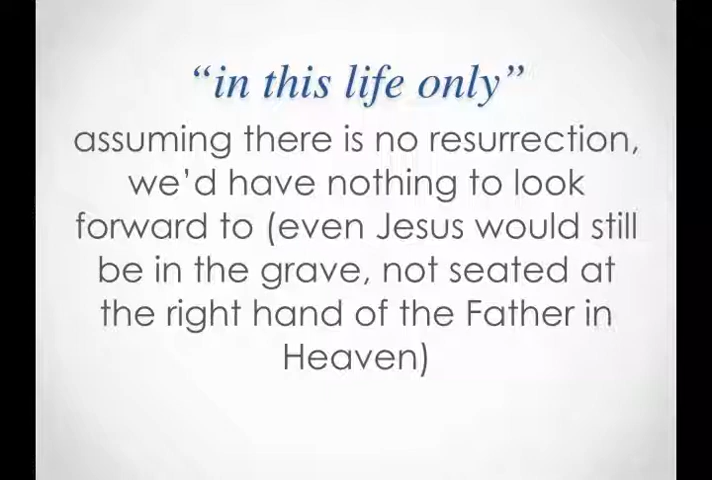 “in this life only”
assuming there is no resurrection,
we’d have nothing to look
forward to (even Jesus would still
be in the grave, not seated at
the right hand of the Father in
Heaven)